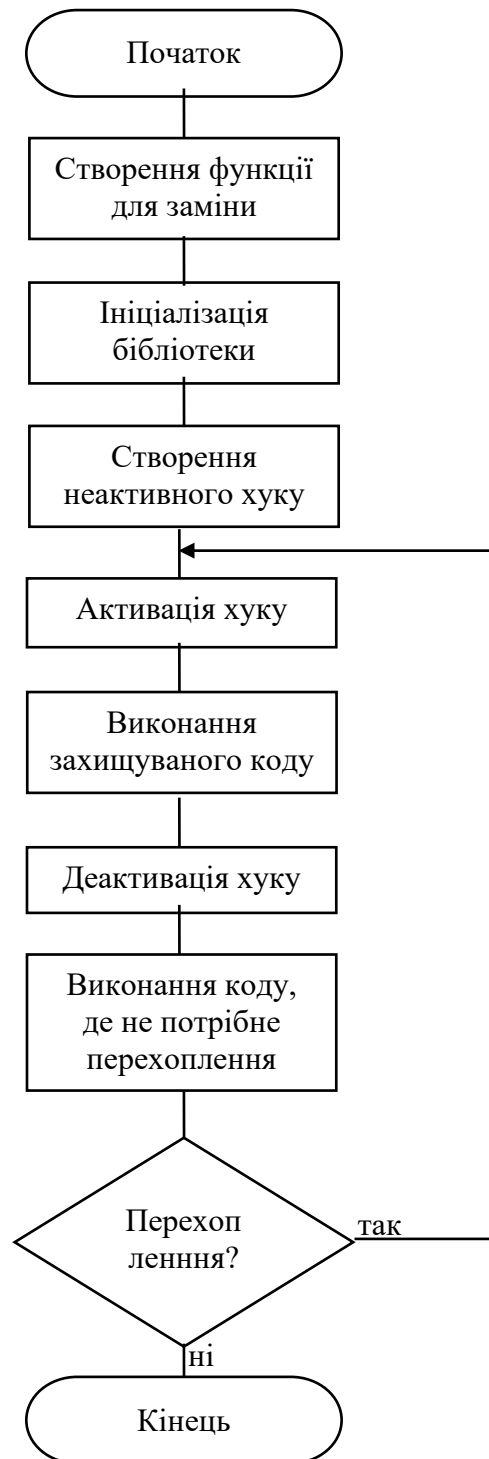 Початок
Створення функції
для заміни
Ініціалізація
бібліотеки
Створення
неактивного хуку
Активація хуку
Виконання
захищуваного коду
Деактивація хуку
Виконання коду,
де не потрібне
перехоплення
Перехоп
ленння?
так
ні
Кінець